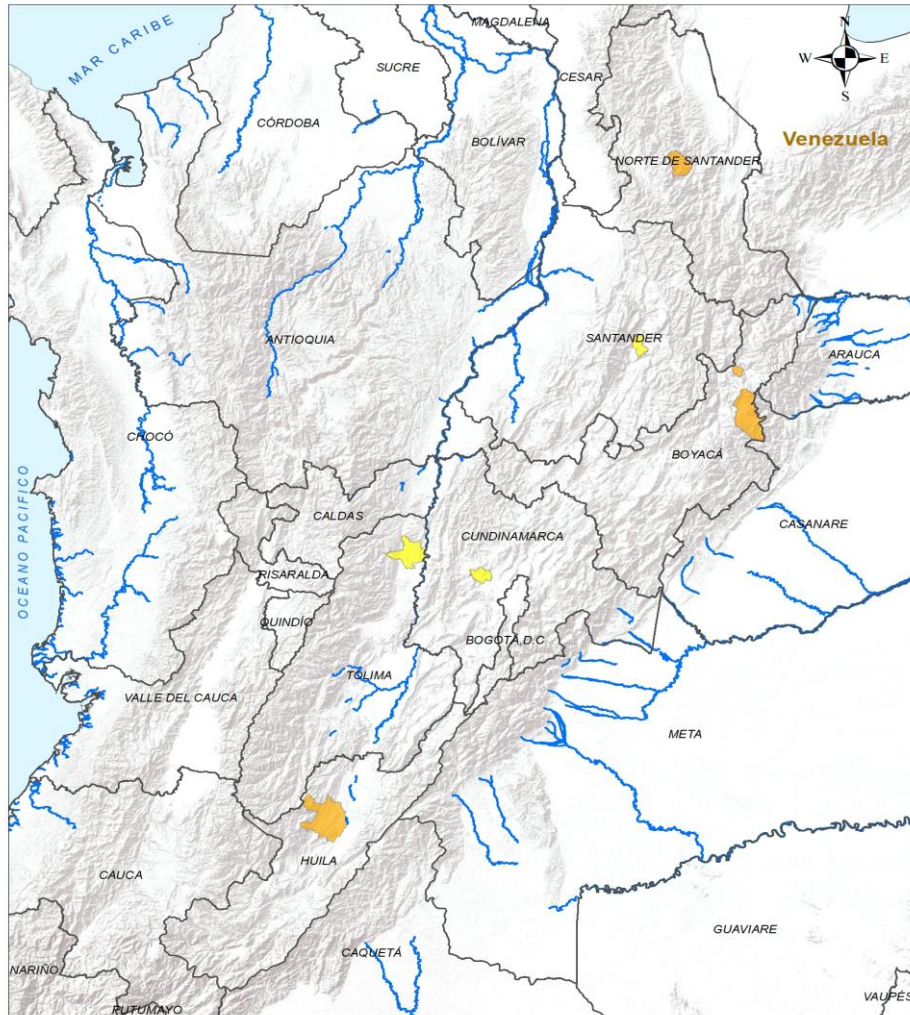 MAGDALENA
N
MAR CARIBE
W
E
SUCRE
CESAR
S
CÓRDOBA
BOLÍVAR
Venezuela
NORTE DE SANTANDER
ANTIOQUIA
SANTANDER
ARAUCA
CHOCÓ
BOYACÁ
CALDAS
CASANARE
CUNDINAMARCA
OCEANO PACIFICO
RISARALDA
QUINDÍO
BOGOTÁ,D.C
TOLIMA
VALLE DEL CAUCA
META
HUILA
CAUCA
GUAVIARE
CAQUETÁ
NARIÑO
VAUPÉS
PUTUMAYO